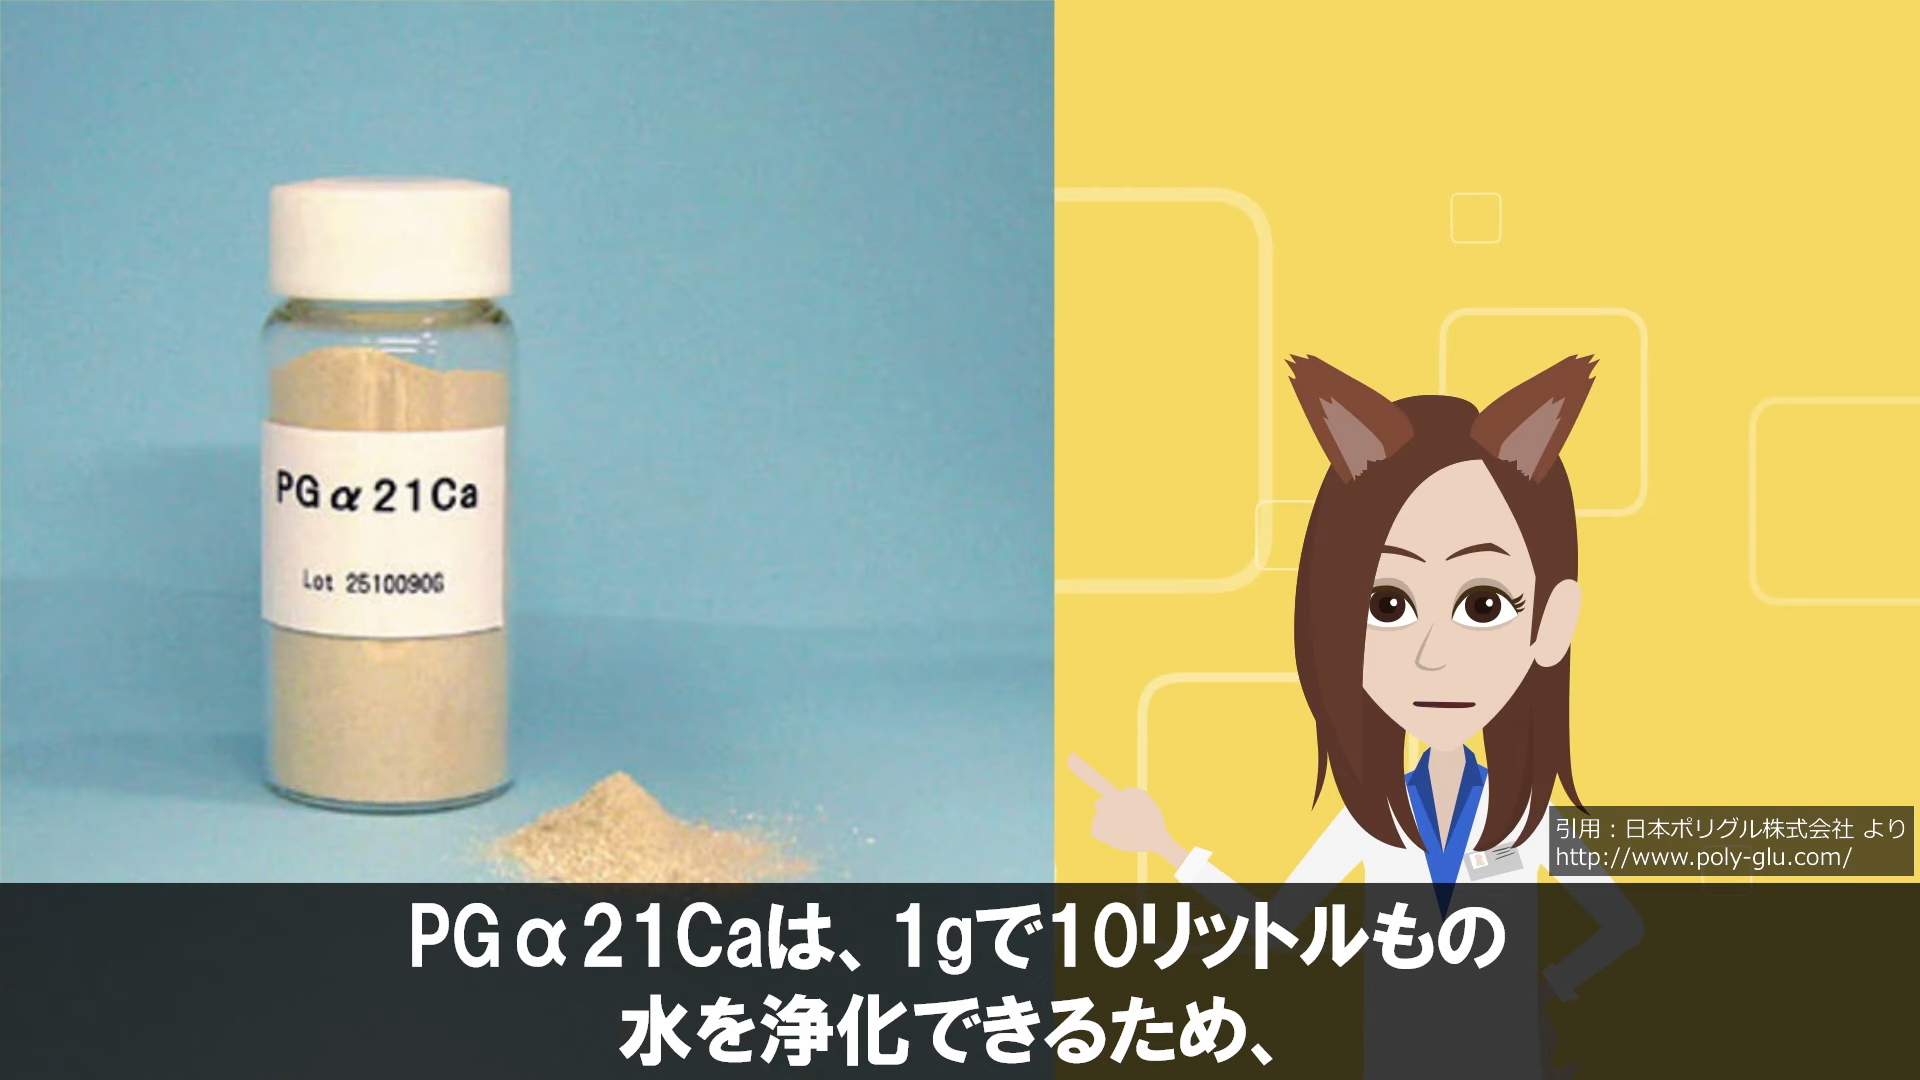 PGα21Ca
Lot 2510090G
引用：日本ポリグル株式会社 より
http://www.poly-glu.com/
PGα21Caは、1gで10リットルもの
水を浄化できるため、